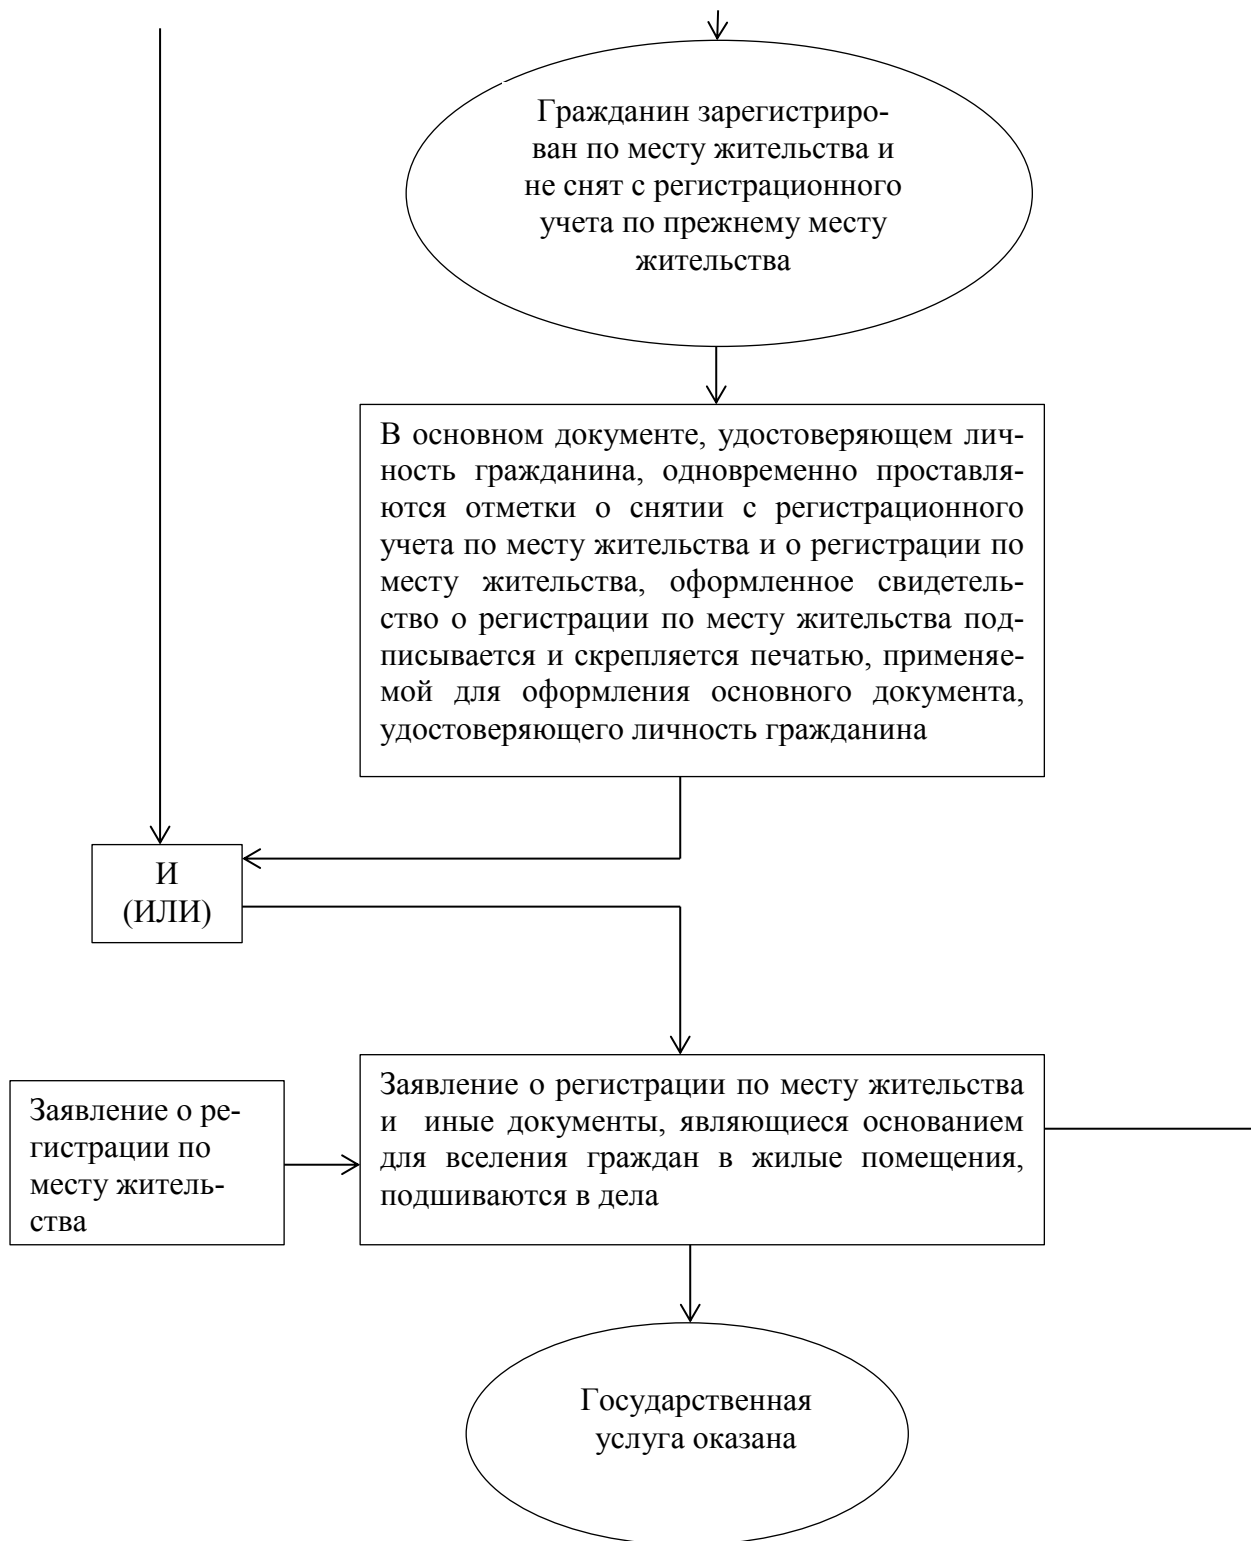 Гражданин зарегистриро-
ван по месту жительства и
не снят с регистрационного
учета по прежнему месту
жительства
В основном документе, удостоверяющем лич-
ность гражданина, одновременно проставля-
ются отметки о снятии с регистрационного
учета по месту жительства и о регистрации по
месту жительства, оформленное свидетель-
ство о регистрации по месту жительства под-
писывается и скрепляется печатью, применяе-
мой для оформления основного документа,
удостоверяющего личность гражданина
И
(ИЛИ)
Заявление о ре-
гистрации по
месту житель-
ства
Заявление о регистрации по месту жительства
и иные документы, являющиеся основанием
для вселения граждан в жилые помещения,
подшиваются в дела
Государственная
услуга оказана